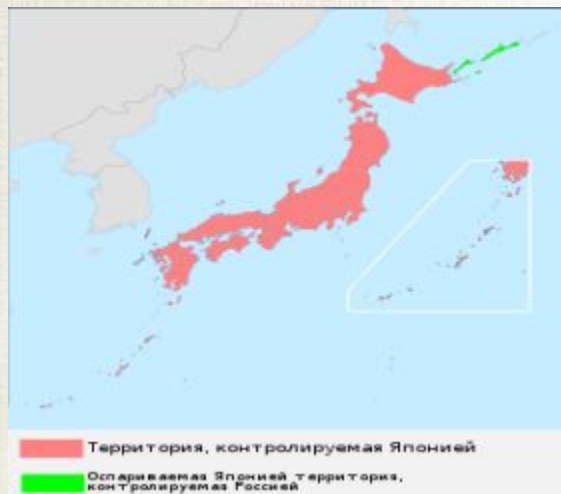 Территория, контролируемая Японией
Оспариваемая Японией территория,
контролируемая Россией